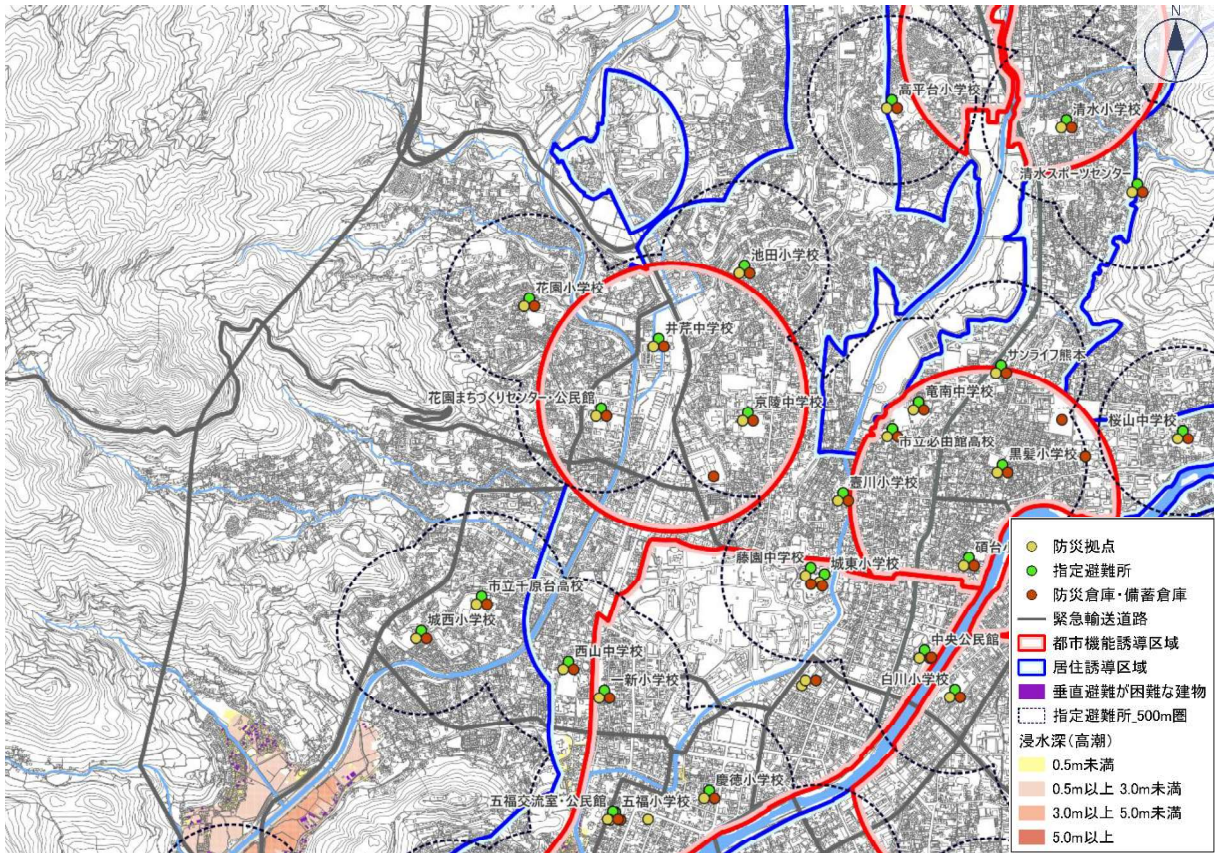 N
高平台小学校
清水小学校
清水スポーツセンター
池田小学校
花園小学校
井芹中学校
サンライフ熊本
花園まちづくりセンター・公民館
京陵中学校
竜南中学校
桜山中学校
市立必由館高校
黒髪小学校
壺川小学校
藤園中学校
城東小学校
碩台小
市立千原台高校
城西小学校
西山中学校
中央公民館
一新小学校
白川小学校
慶徳小学校
五福交流室・公民館
五福小学校
防災拠点
指定避難所
防災倉庫・備蓄倉庫
緊急輸送道路
都市機能誘導区域
居住誘導区域
垂直避難が困難な建物
指定避難所_500m圏
浸水深（高潮）
0.5m未満
0.5m以上 3.0m未満
3.0m以上 5.0m未満
5.0m以上